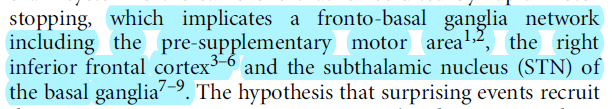 stopping, which implicates a fronto-basal ganglia network
including the pre-supplementary motor area1,2, the right
inferior frontal cortex3–6 and the subthalamic nucleus (STN) of
the basal ganglia7–9. The hypothesis that surprising events recruit